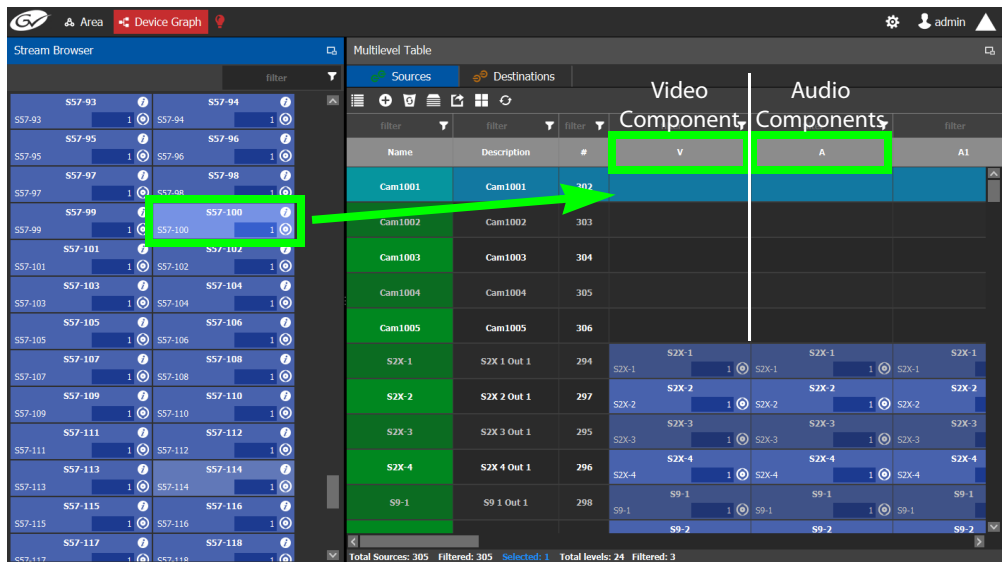 GV Area Device Graph admin
Stream Browser
filter
S57-93 S57-94
S57-93 1 S57-94 1
S57-95 S57-96
S57-95 1 S57-96 1
S57-97 S57-98
S57-97 1 S57-98 1
S57-99 S57-100
S57-99 1 S57-100 1
S57-101 S57-102
S57-101 1 S57-102 1
S57-103 S57-104
S57-103 1 S57-104 1
S57-105 S57-106
S57-105 1 S57-106 1
S57-107 S57-108
S57-107 1 S57-108 1
S57-109 S57-110
S57-109 1 S57-110 1
S57-111 S57-112
S57-111 1 S57-112 1
S57-113 S57-114
S57-113 1 S57-114 1
S57-115 S57-116
S57-115 1 S57-116 1
S57-117 S57-118
S57-117 1 S57-118 1
Multilevel Table
Sources Destinations
Video Component
Audio Components
filter filter filter filter
Name Description # V A A1
Cam1001 Cam1001 302
Cam1002 Cam1002 303
Cam1003 Cam1003 304
Cam1004 Cam1004 305
Cam1005 Cam1005 306
S2X-1 S2X 1 Out 1 294 S2X-1 S2X-1 S2X-1
S2X-1 1 S2X-1 1 S2X-1
S2X-2 S2X 2 Out 1 297 S2X-2 S2X-2 S2X-2
S2X-2 1 S2X-2 1 S2X-2
S2X-3 S2X 3 Out 1 295 S2X-3 S2X-3 S2X-3
S2X-3 1 S2X-3 1 S2X-3
S2X-4 S2X 4 Out 1 296 S2X-4 S2X-4 S2X-4
S2X-4 1 S2X-4 1 S2X-4
S9-1 S9 1 Out 1 298 S9-1 S9-1 S9-1
S9-1 1 S9-1 1 S9-1
S9-2 S9-2 S9-2
Total Sources: 305 Filtered: 305 Selected: 1 Total levels: 24 Filtered: 3